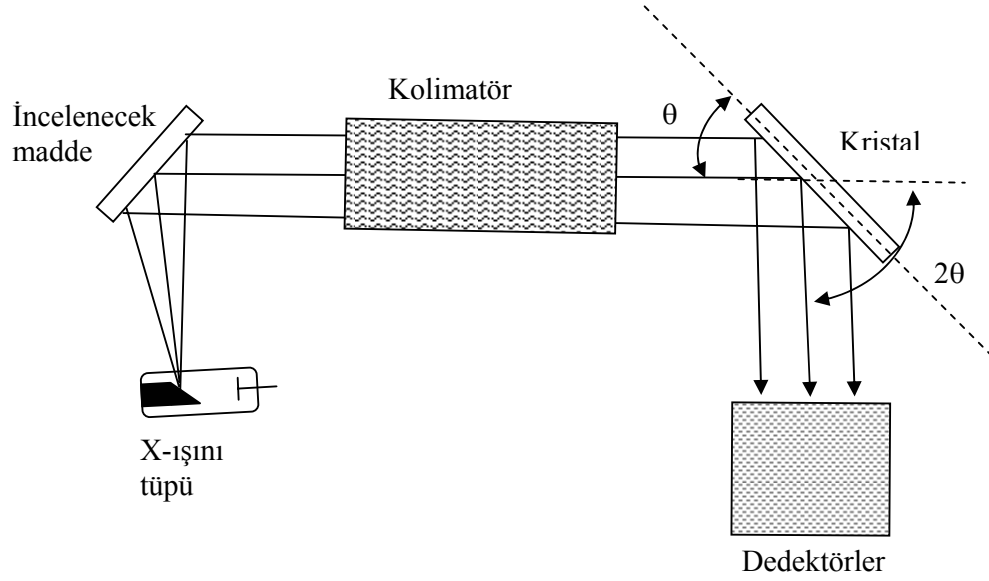 İncelenecek
madde
Kolimatör
θ
Kristal
2θ
X-ışını
tüpü
Dedektörler